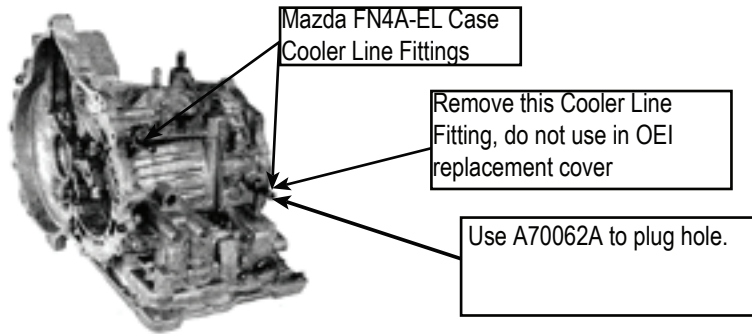 Mazda FN4A-EL Case
Cooler Line Fittings
Remove this Cooler Line
Fitting, do not use in OEI
replacement cover
Use A70062A to plug hole.